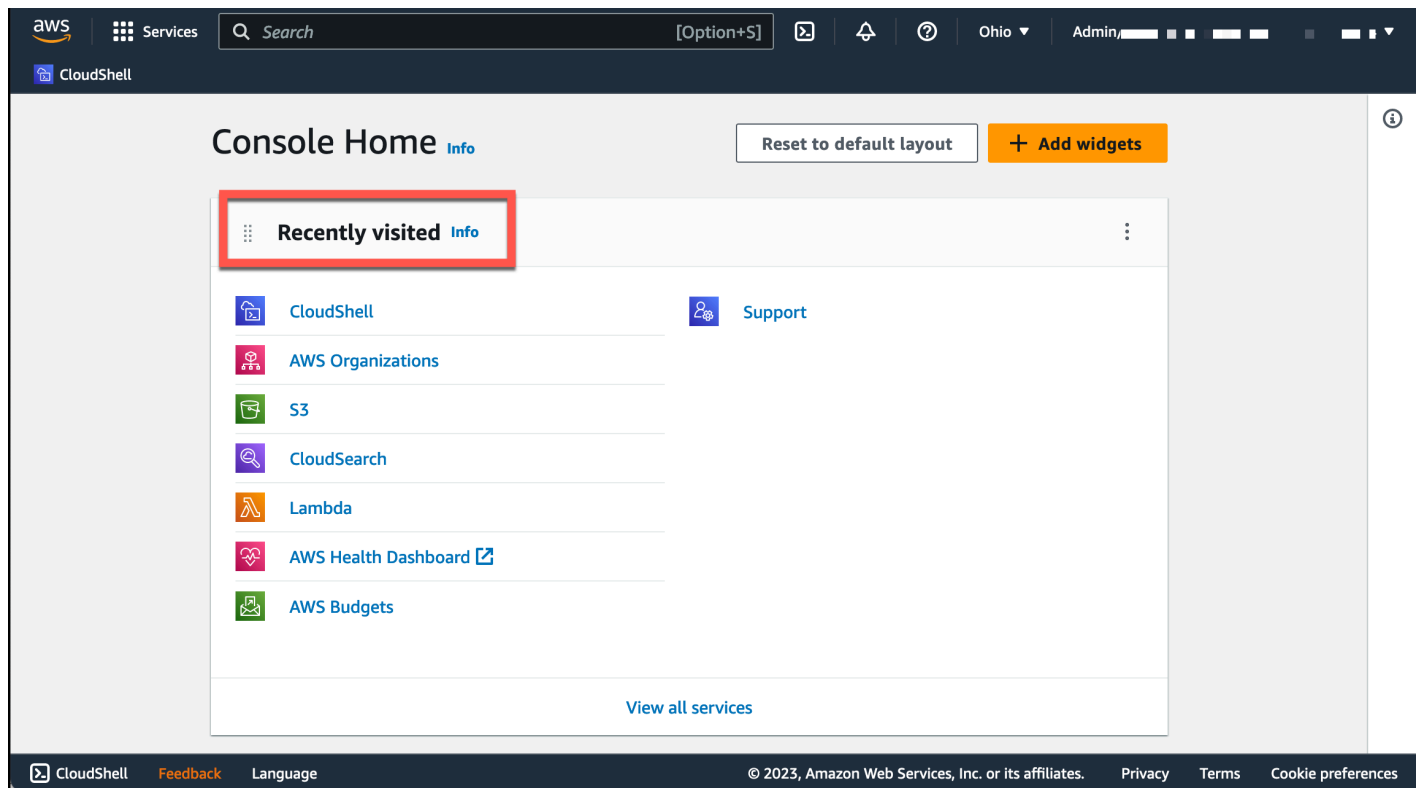 aws Services Search [Option+S] Ohio Admin/
CloudShell
Console Home Info
Reset to default layout
+ Add widgets
Recently visited Info
CloudShell
AWS Organizations
S3
CloudSearch
Lambda
AWS Health Dashboard
AWS Budgets
Support
View all services
CloudShell Feedback Language © 2023, Amazon Web Services, Inc. or its affiliates. Privacy Terms Cookie preferences